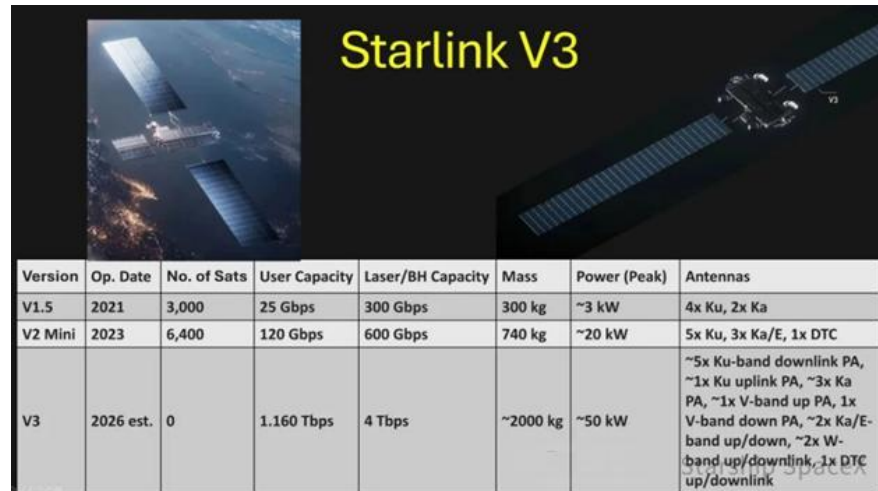 Starlink V3
V3
Version Op. Date No. of Sats User Capacity Laser/BH Capacity Mass Power (Peak) Antennas
V1.5 2021 3,000 25 Gbps 300 Gbps 300 kg ~3 kW 4x Ku, 2x Ka
V2 Mini 2023 6,400 120 Gbps 600 Gbps 740 kg ~20 kW 5x Ku, 3x Ka/E, 1x DTC
V3 2026 est. 0 1.160 Tbps 4 Tbps ~2000 kg ~50 kW
~5x Ku-band downlink PA,
~1x Ku uplink PA, ~3x Ka
PA, ~1x V-band up PA, 1x
V-band down PA, ~2x Ka/E-
band up/down, ~2x W-
band up/downlink, 1x DTC
up/downlink
Starship SpaceX